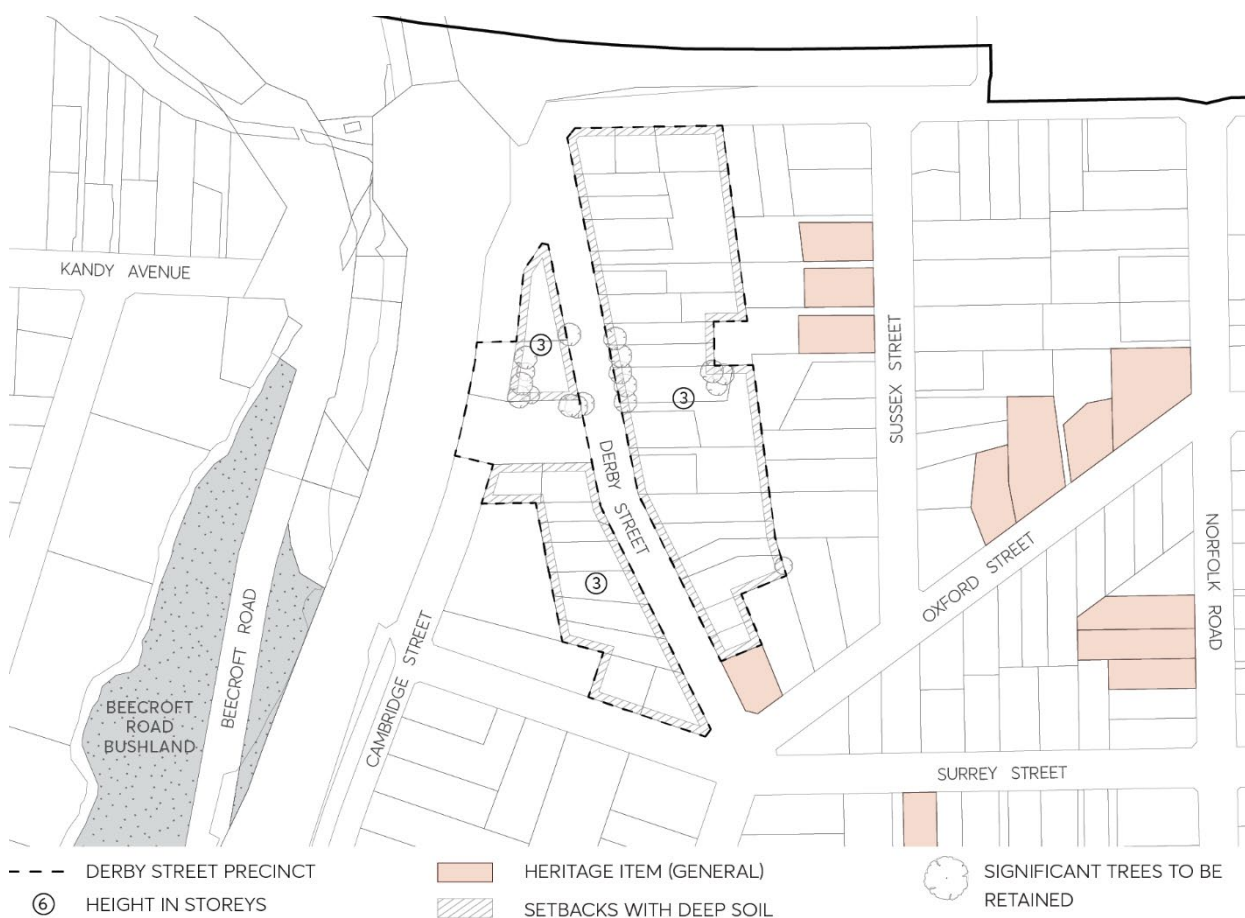 KANDY AVENUE
③
③
SUSSEX STREET
DERBY STREET
OXFORD STREET
NORFOLK ROAD
③
BEECROFT ROAD
CAMBRIDGE STREET
BEECROFT
ROAD
BUSHLAND
SURREY STREET
DERBY STREET PRECINCT
HERITAGE ITEM (GENERAL)
SIGNIFICANT TREES TO BE
RETAINED
⑥ HEIGHT IN STOREYS
SETBACKS WITH DEEP SOIL